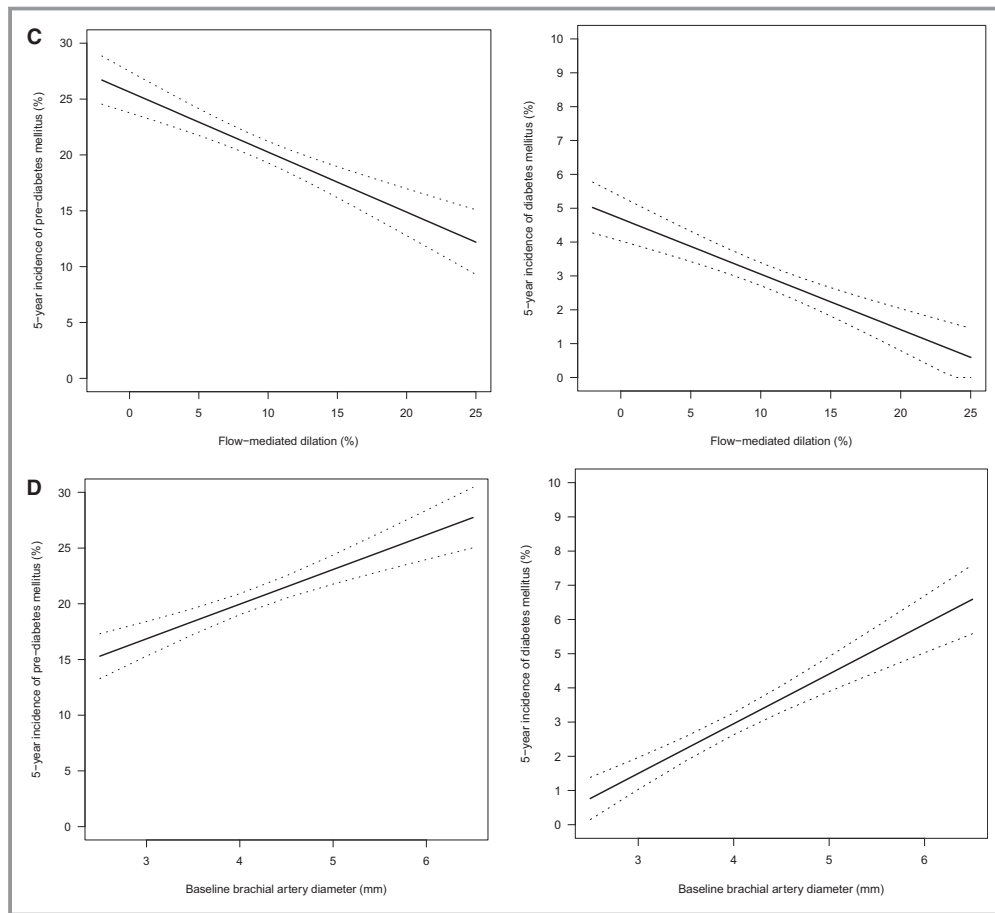 C
5−year incidence of pre−diabetes mellitus (%)
30
25
20
15
10
5
0
0 5 10 15 20 25
Flow−mediated dilation (%)
5−year incidence of diabetes mellitus (%)
10
9
8
7
6
5
4
3
2
1
0
0 5 10 15 20 25
Flow−mediated dilation (%)
D
5−year incidence of pre−diabetes mellitus (%)
30
25
20
15
10
5
0
3 4 5 6
Baseline brachial artery diameter (mm)
5−year incidence of diabetes mellitus (%)
10
9
8
7
6
5
4
3
2
1
0
3 4 5 6
Baseline brachial artery diameter (mm)